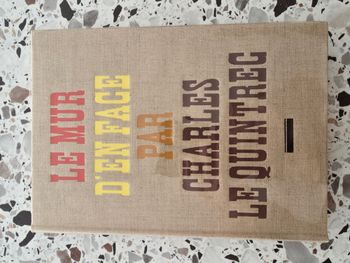 LE MUR
D'EN FACE
PAR
CHARLES
LE QUINTREC